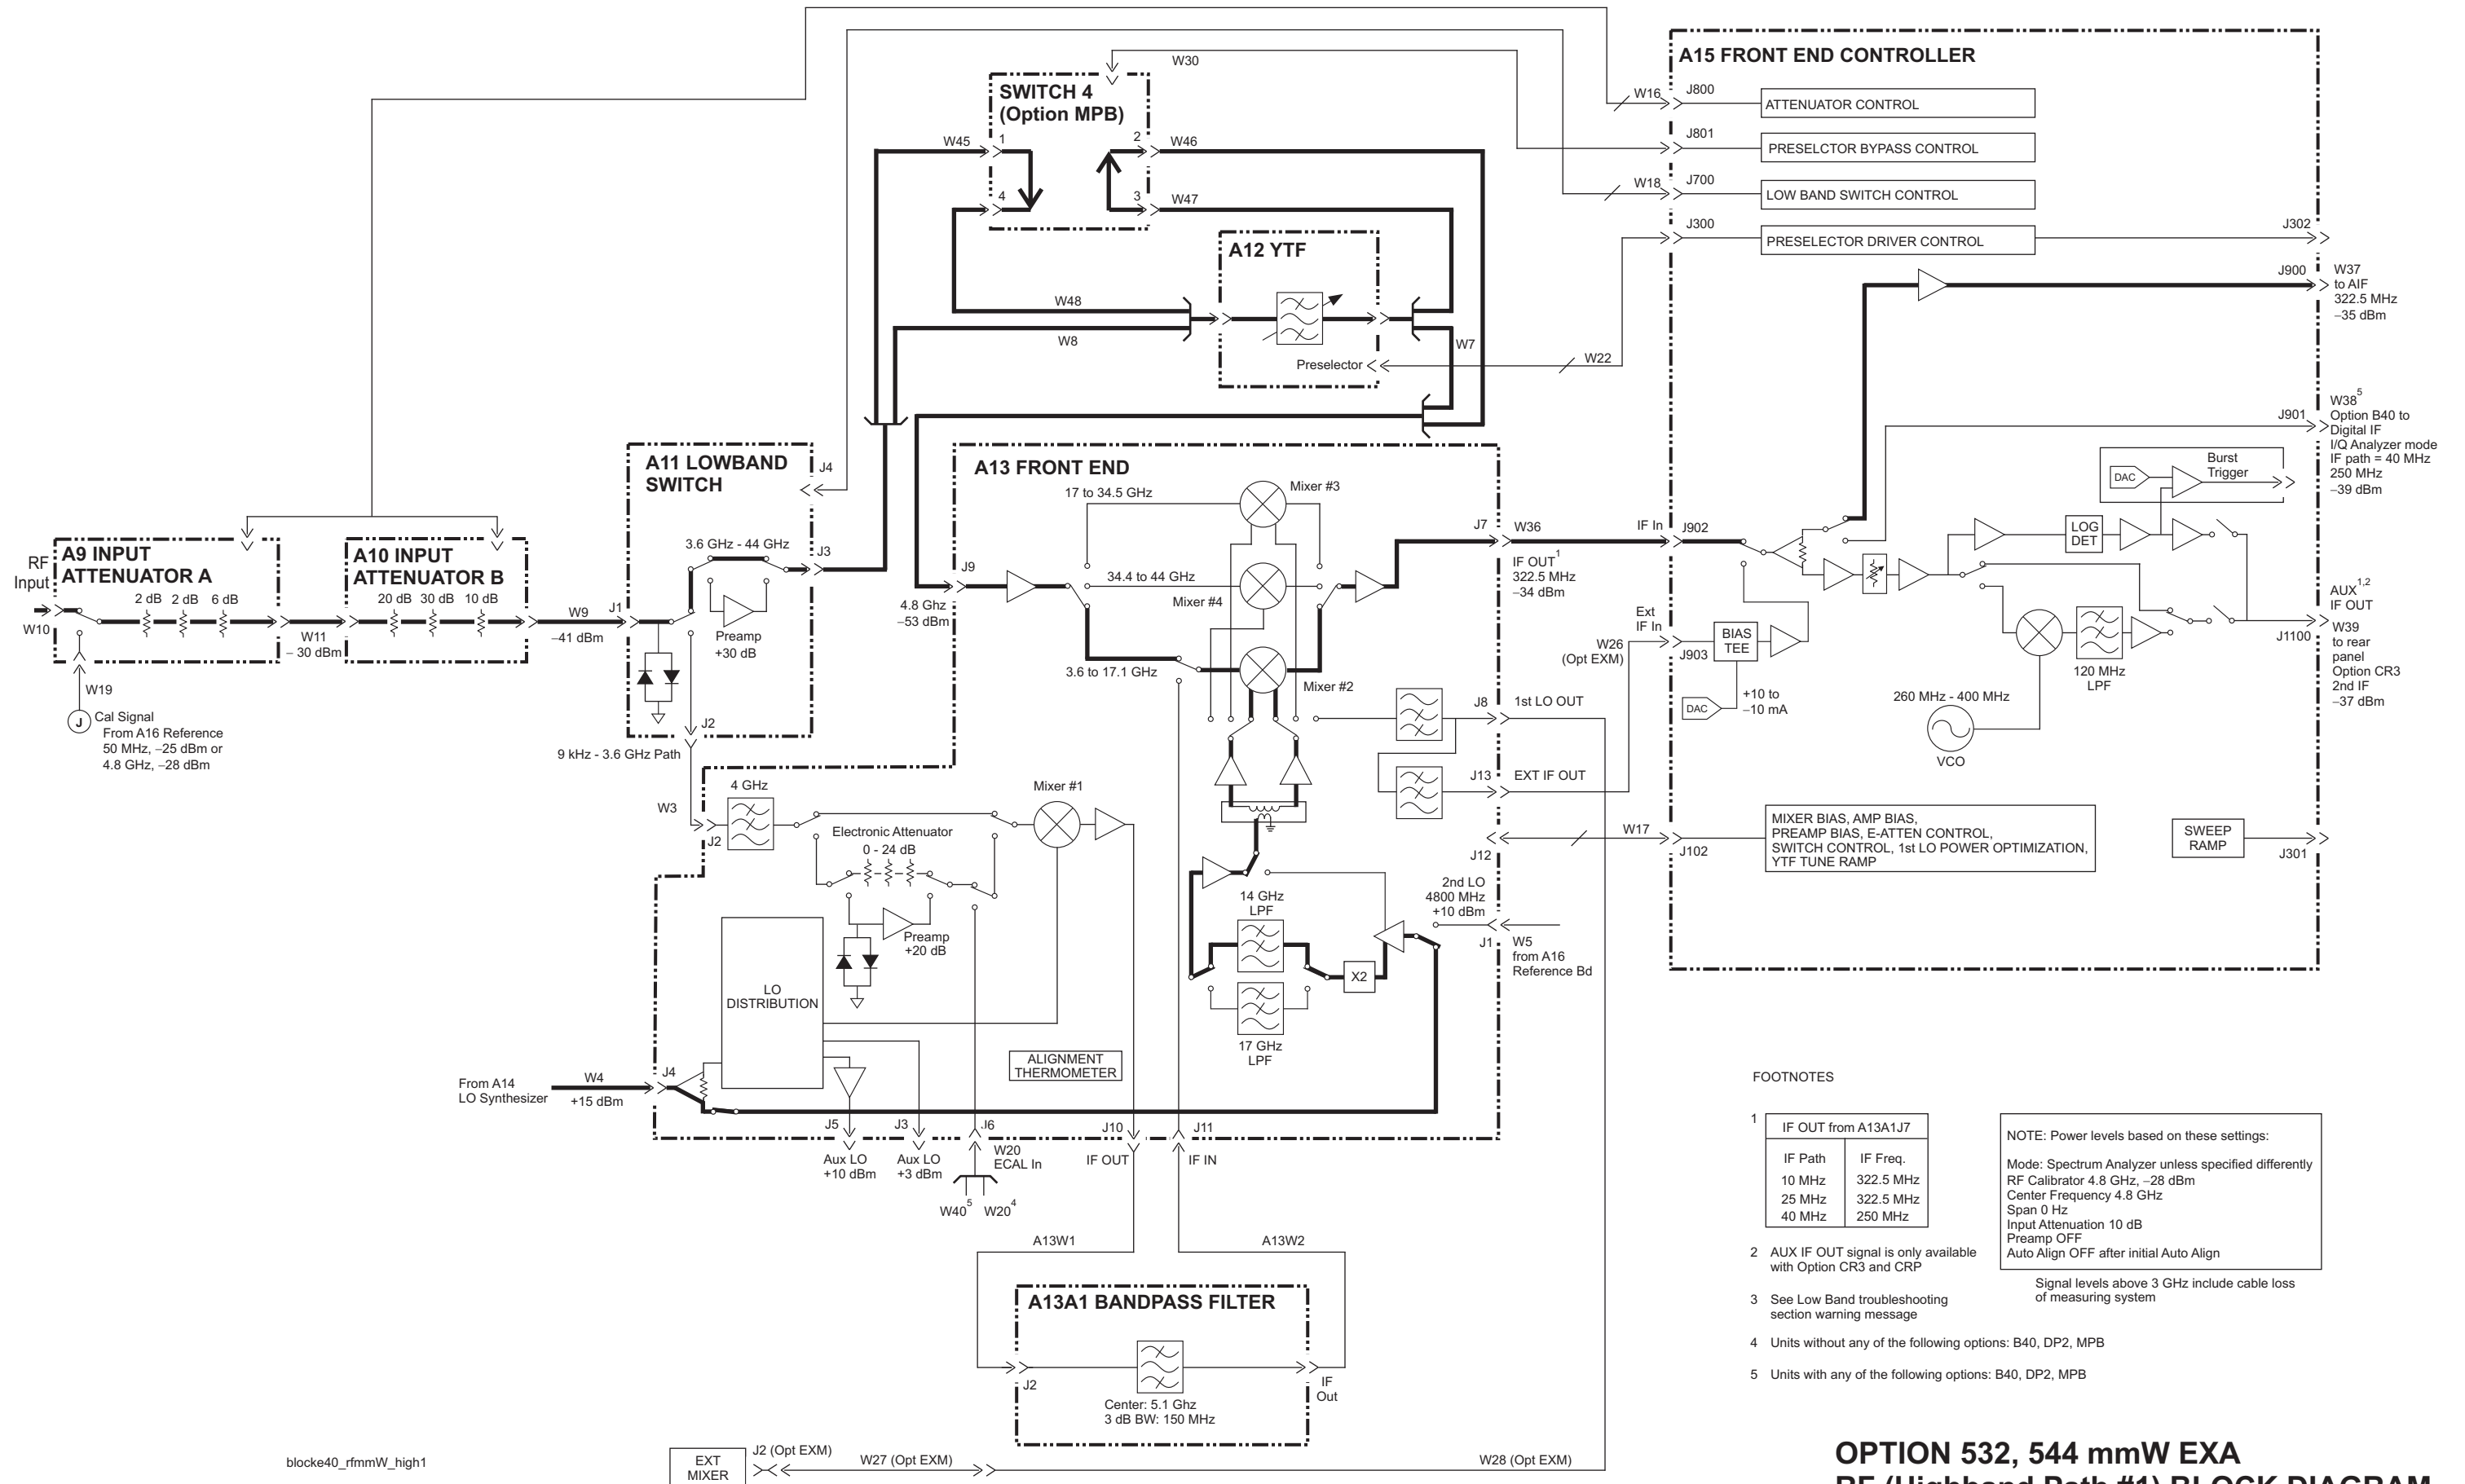 W30
A15 FRONT END CONTROLLER
SWITCH 4
(Option MPB)
W16
J800
ATTENUATOR CONTROL
W45
1
2
W46
J801
PRESELCTOR BYPASS CONTROL
4
3
W47
W18
J700
LOW BAND SWITCH CONTROL
J300
PRESELECTOR DRIVER CONTROL
J302
A12 YTF
J900
W37
to AIF
322.5 MHz
–35 dBm
W48
W8
W7
Preselector
W22
W38⁵
J901
Option B40 to
Digital IF
I/Q Analyzer mode
IF path = 40 MHz
250 MHz
–39 dBm
DAC
Burst
Trigger
A11 LOWBAND
SWITCH
J4
A13 FRONT END
17 to 34.5 GHz
Mixer #3
J7
W36
IF In
J902
LOG
DET
RF
Input
A9 INPUT
ATTENUATOR A
A10 INPUT
ATTENUATOR B
3.6 GHz - 44 GHz
J3
J9
34.4 to 44 GHz
IF OUT¹
322.5 MHz
–34 dBm
2 dB
2 dB
6 dB
20 dB
30 dB
10 dB
W9
J1
Mixer #4
4.8 Ghz
–53 dBm
AUX¹,²
IF OUT
W10
W11
– 30 dBm
–41 dBm
Preamp
+30 dB
Ext
IF In
W26
(Opt EXM)
J903
BIAS
TEE
J1100
W39
to rear
panel
Option CR3
2nd IF
–37 dBm
3.6 to 17.1 GHz
Mixer #2
120 MHz
LPF
W19
J
Cal Signal
From A16 Reference
50 MHz, –25 dBm or
4.8 GHz, –28 dBm
J2
9 kHz - 3.6 GHz Path
J8
1st LO OUT
DAC
+10 to
–10 mA
260 MHz - 400 MHz
VCO
J13
EXT IF OUT
W3
J2
4 GHz
Mixer #1
Electronic Attenuator
0 - 24 dB
J12
W17
J102
MIXER BIAS, AMP BIAS,
PREAMP BIAS, E-ATTEN CONTROL,
SWITCH CONTROL, 1st LO POWER OPTIMIZATION,
YTF TUNE RAMP
SWEEP
RAMP
J301
2nd LO
4800 MHz
+10 dBm
14 GHz
LPF
Preamp
+20 dB
J1
W5
from A16
Reference Bd
X2
LO
DISTRIBUTION
17 GHz
LPF
ALIGNMENT
THERMOMETER
From A14
LO Synthesizer
W4
+15 dBm
J4
J5
J3
J6
J10
J11
Aux LO
+10 dBm
Aux LO
+3 dBm
W20
ECAL In
IF OUT
IF IN
W40⁵
W20⁴
FOOTNOTES
1
IF OUT from A13A1J7
IF Path
IF Freq.
10 MHz
322.5 MHz
25 MHz
322.5 MHz
40 MHz
250 MHz
NOTE: Power levels based on these settings:
Mode: Spectrum Analyzer unless specified differently
RF Calibrator 4.8 GHz, –28 dBm
Center Frequency 4.8 GHz
Span 0 Hz
Input Attenuation 10 dB
Preamp OFF
Auto Align OFF after initial Auto Align
Signal levels above 3 GHz include cable loss
of measuring system
2 AUX IF OUT signal is only available
with Option CR3 and CRP
3 See Low Band troubleshooting
section warning message
4 Units without any of the following options: B40, DP2, MPB
5 Units with any of the following options: B40, DP2, MPB
A13W1
A13W2
A13A1 BANDPASS FILTER
J2
IF
Out
Center: 5.1 Ghz
3 dB BW: 150 MHz
blocke40_rfmmW_high1
EXT
MIXER
J2 (Opt EXM)
W27 (Opt EXM)
W28 (Opt EXM)
OPTION 532, 544 mmW EXA
RF (Highband Path #1) BLOCK DIAGRAM